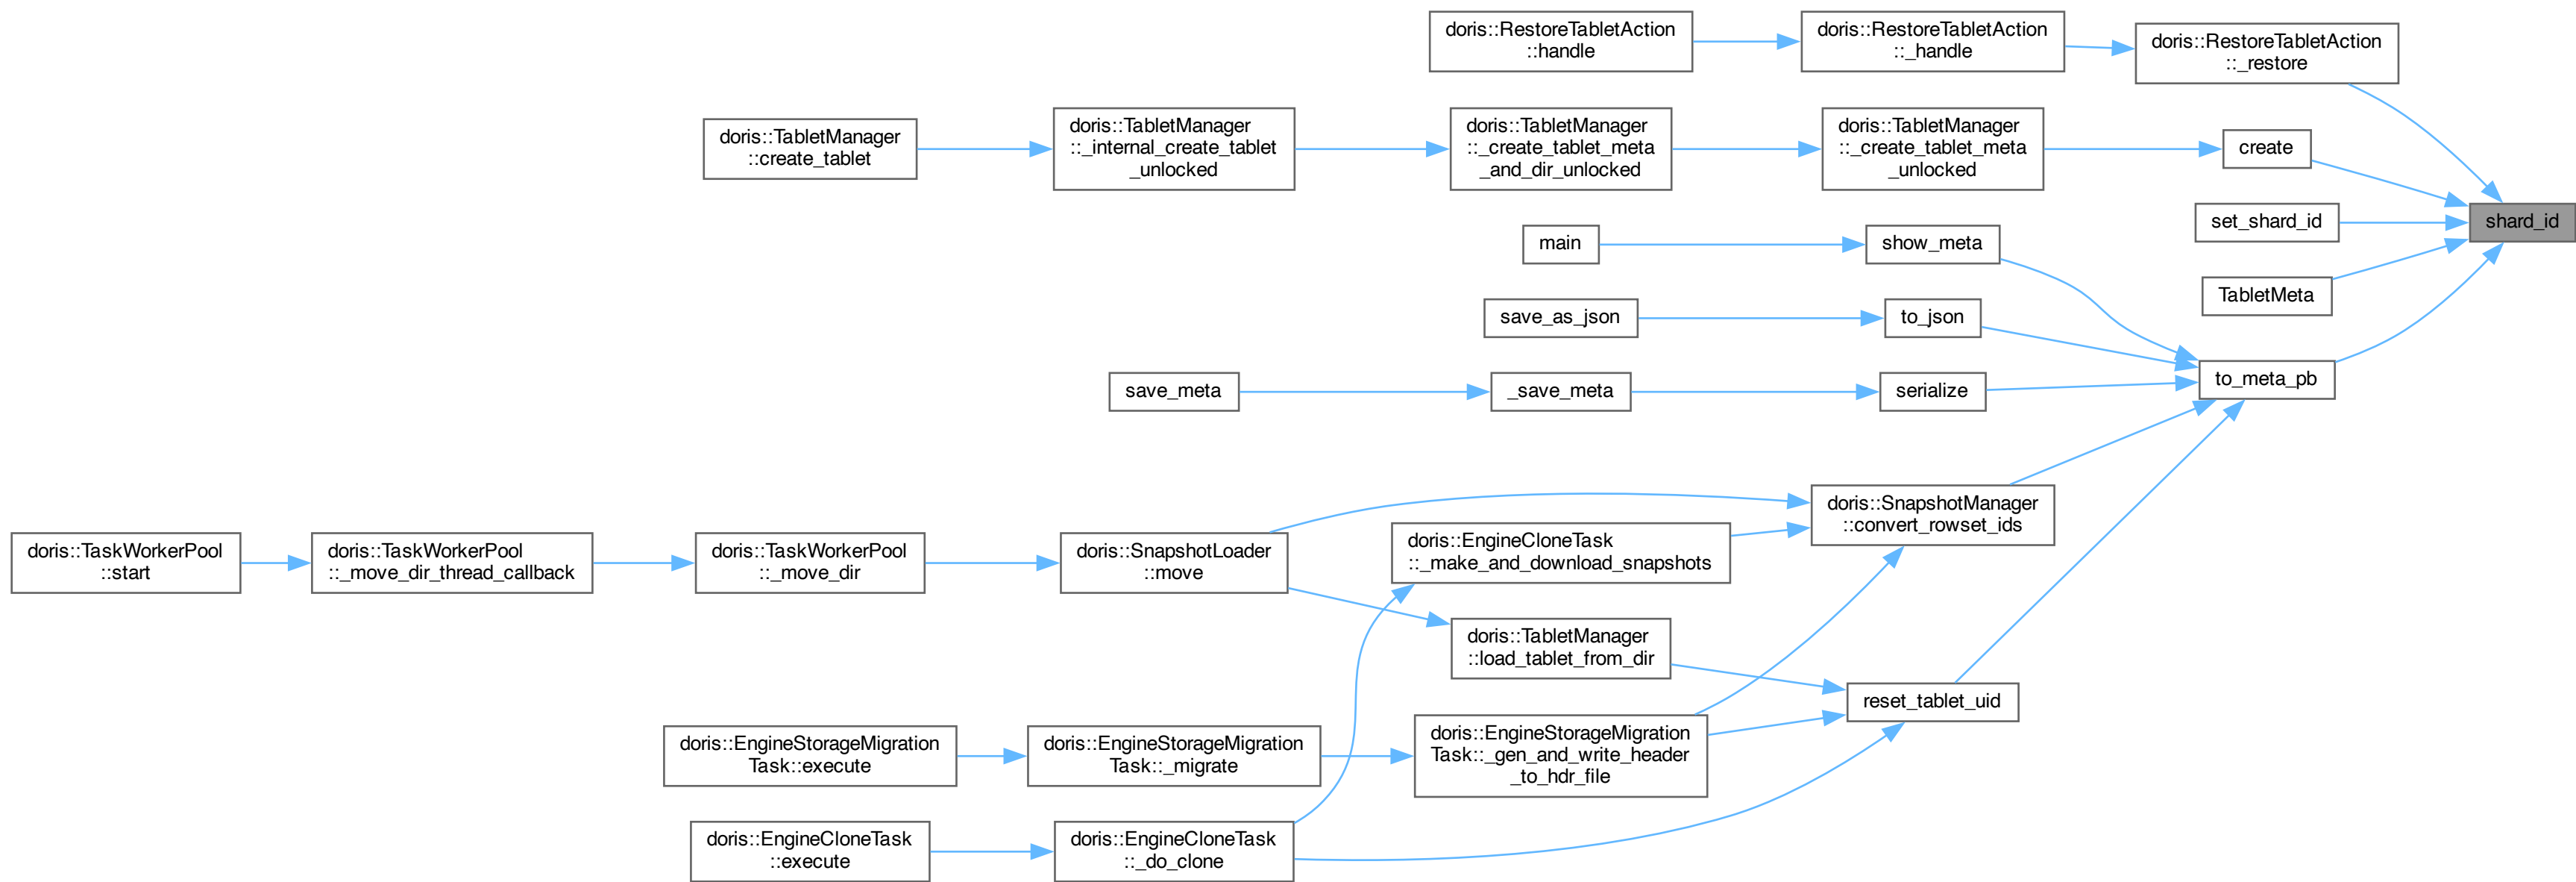 doris::RestoreTabletAction
::handle
doris::RestoreTabletAction
::_handle
doris::RestoreTabletAction
::_restore
doris::TabletManager
::create_tablet
doris::TabletManager
::_internal_create_tablet
_unlocked
doris::TabletManager
::_create_tablet_meta
_and_dir_unlocked
doris::TabletManager
::_create_tablet_meta
_unlocked
create
set_shard_id
shard_id
main
show_meta
TabletMeta
save_as_json
to_json
save_meta
_save_meta
serialize
to_meta_pb
doris::TaskWorkerPool
::start
doris::TaskWorkerPool
::_move_dir_thread_callback
doris::TaskWorkerPool
::_move_dir
doris::SnapshotLoader
::move
doris::EngineCloneTask
::_make_and_download_snapshots
doris::SnapshotManager
::convert_rowset_ids
doris::TabletManager
::load_tablet_from_dir
reset_tablet_uid
doris::EngineStorageMigration
Task::execute
doris::EngineStorageMigration
Task::_migrate
doris::EngineStorageMigration
Task::_gen_and_write_header
_to_hdr_file
doris::EngineCloneTask
::execute
doris::EngineCloneTask
::_do_clone